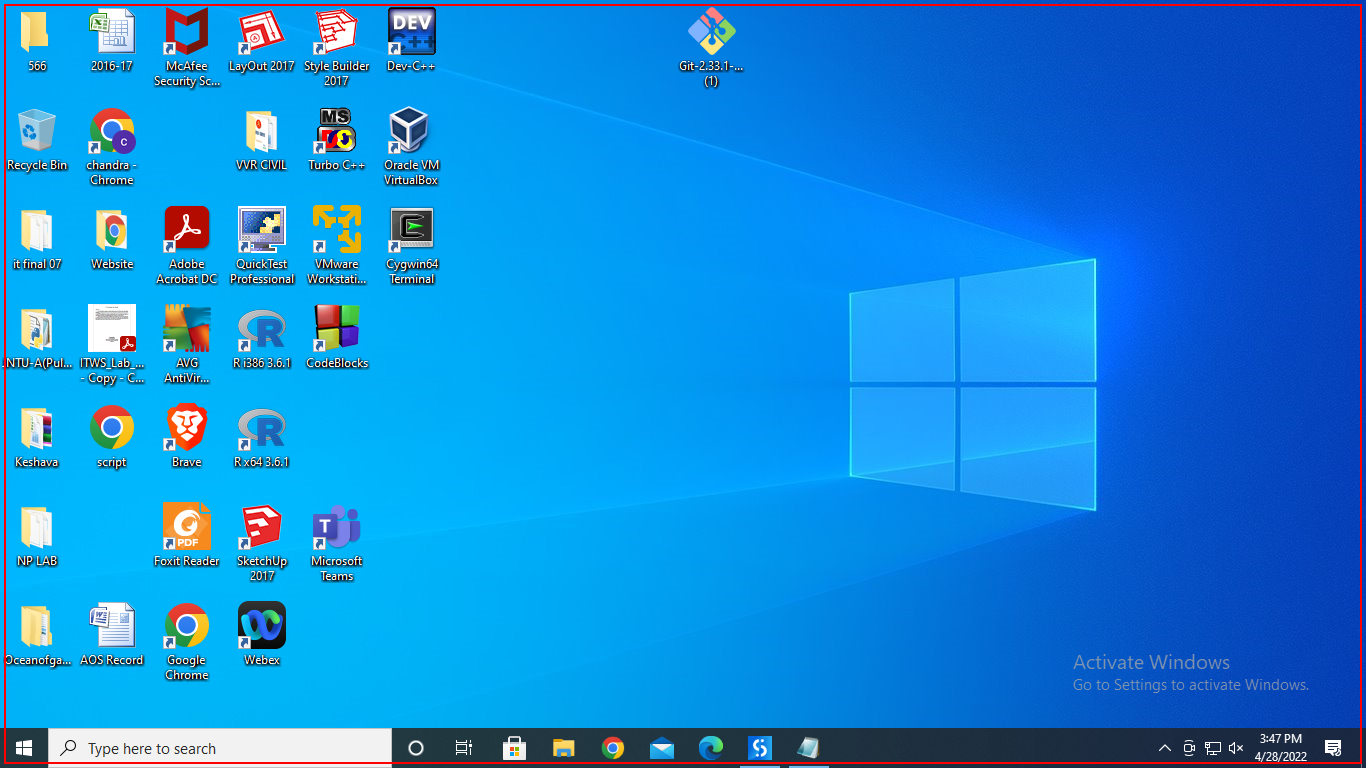 566
2016-17
McAfee
Security Sc...
LayOut 2017
Style Builder
2017
DEV
C++
Dev-C++
Git-2.33.1-...
(1)
Recycle Bin
C
chandra -
Chrome
VVR CIVIL
MS
Turbo C++
Oracle VM
VirtualBox
it final 07
Website
Adobe
Acrobat DC
QuickTest
Professional
VMware
Workstati...
Cygwin64
Terminal
NTU-A(Pul...
ITWS_Lab_...
- Copy - C...
AVG
AntiVir...
R
R i386 3.6.1
CodeBlocks
Keshava
script
Brave
R
R x64 3.6.1
NP LAB
PDF
Foxit Reader
SketchUp
2017
T
Microsoft
Teams
Oceanofga...
AOS Record
Google
Chrome
Webex
Activate Windows
Go to Settings to activate Windows.
Type here to search
3:47 PM
4/28/2022